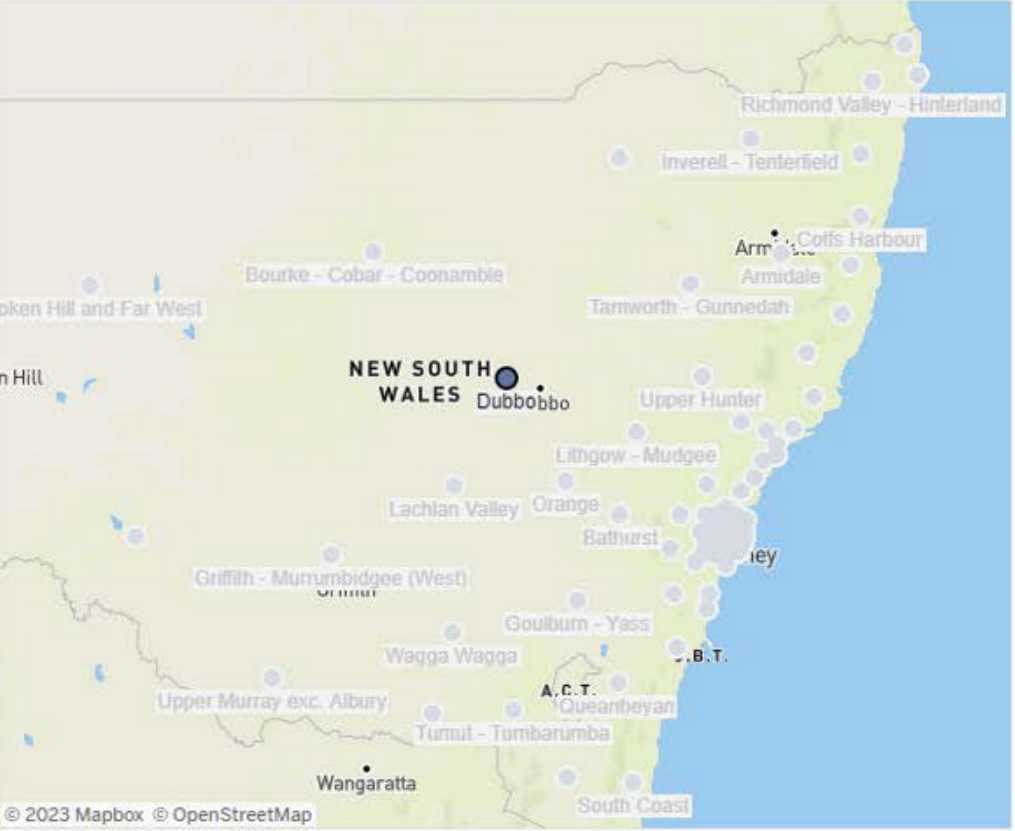 Richmond Valley - Hinterland
Inverell - Tenterfield
Coffs Harbour
Armidale
Bourke - Cobar - Coonamble
Tamworth - Gunnedah
oken Hill and Far West
n Hill
NEW SOUTH
WALES
Dubbo
bbo
Upper Hunter
Lithgow - Mudgee
Lachlan Valley
Orange
Bathurst
ney
Griffith - Murrumbidgee (West)
Goulburn - Yass
Wagga Wagga
.B.T.
A.C.T.
Upper Murray exc. Albury
Queanbeyan
Tumut - Tumbarumba
Wangaratta
South Coast
© 2023 Mapbox © OpenStreetMap